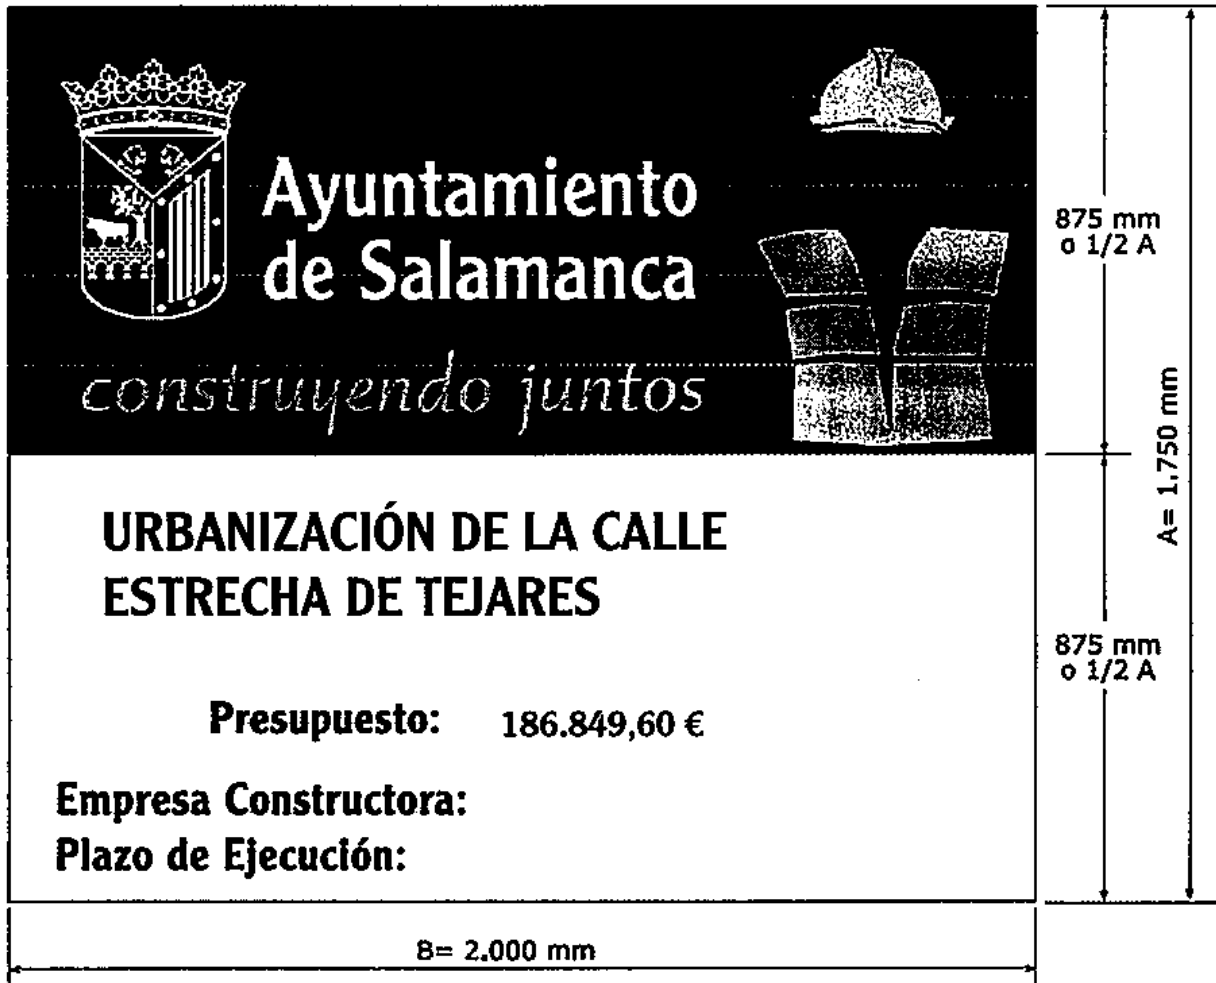 Ayuntamiento
de Salamanca
construyendo juntos
875 mm
o 1/2 A
A= 1.750 mm
URBANIZACIÓN DE LA CALLE
ESTRECHA DE TEJARES
875 mm
o 1/2 A
Presupuesto: 186.849,60 €
Empresa Constructora:
Plazo de Ejecución:
B= 2.000 mm